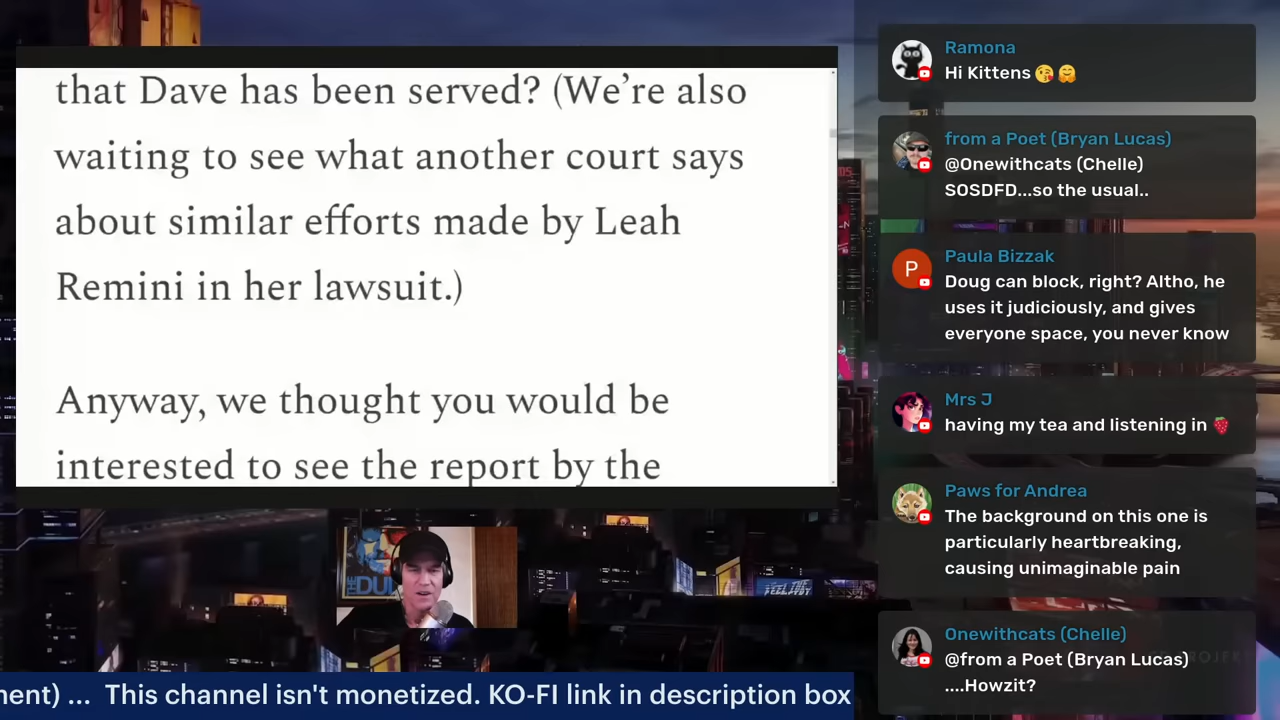 that Dave has been served? (We're also
waiting to see what another court says
about similar efforts made by Leah
Remini in her lawsuit.)
Anyway, we thought you would be
interested to see the report by the
Ramona
Hi Kittens 😘 🤗
from a Poet (Bryan Lucas)
@Onewithcats (Chelle)
SOSDFD...so the usual..
P
Paula Bizzak
Doug can block, right? Altho, he
uses it judiciously, and gives
everyone space, you never know
Mrs J
having my tea and listening in 🍓
Paws for Andrea
The background on this one is
particularly heartbreaking,
causing unimaginable pain
Onewithcats (Chelle)
@from a Poet (Bryan Lucas)
....Howzit?
THE DU
nent) ... This channel isn't monetized. KO-FI link in description box